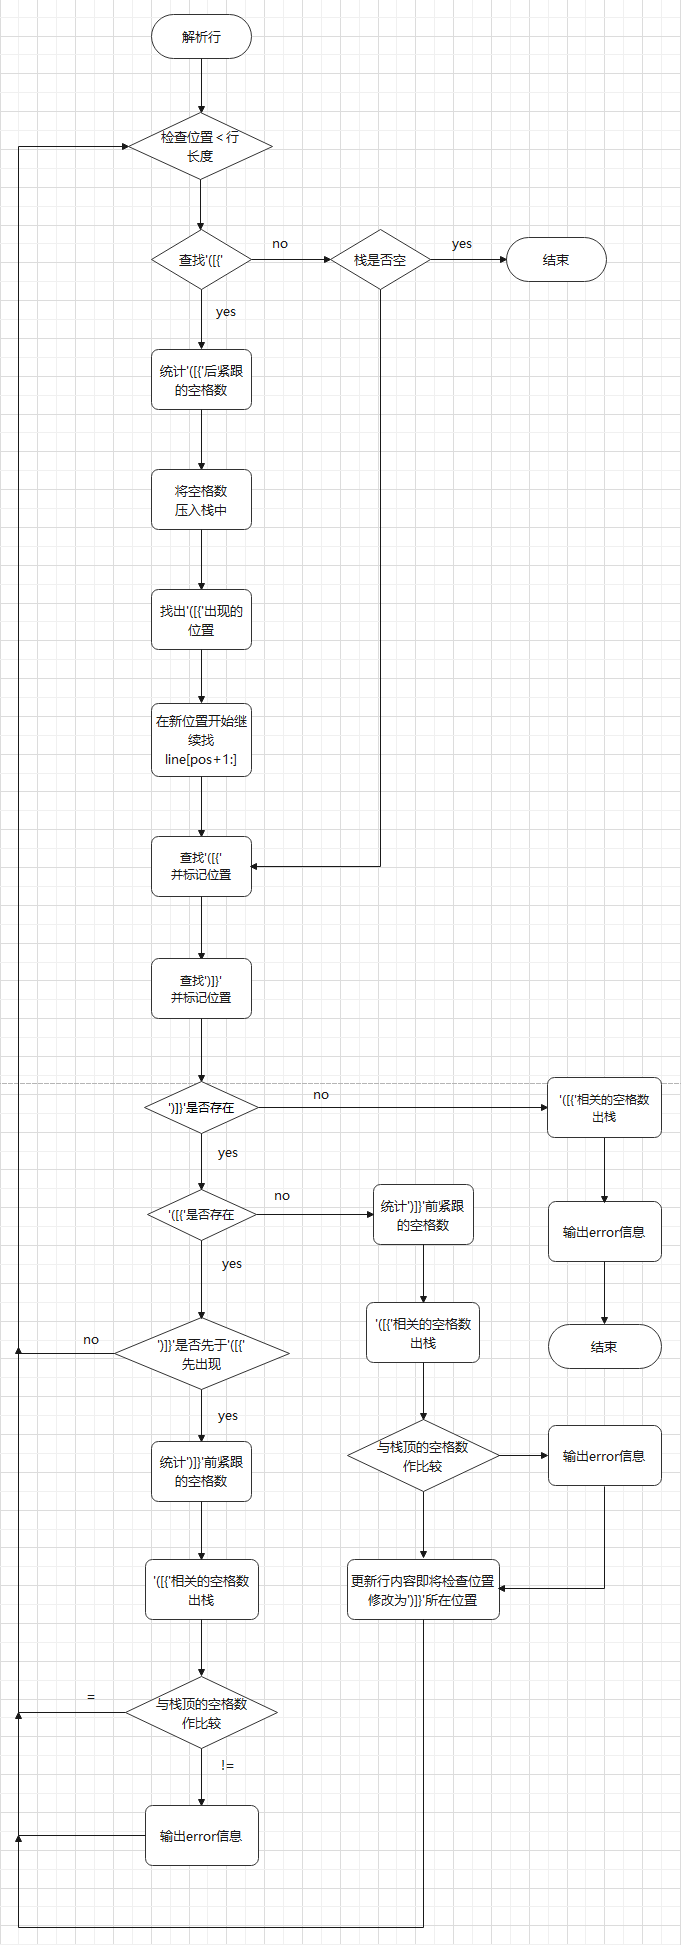 解析行
检查位置 < 行
长度
查找'([{'
no
栈是否空
yes
结束
yes
统计'([{'后紧跟
的空格数
将空格数
压入栈中
找出'([{'出现的
位置
在新位置开始继
续找
line[pos+1:]
查找'([{'
并标记位置
查找')]}'
并标记位置
')]}'是否存在
no
'([{'相关的空格数
出栈
yes
'([{'是否存在
no
统计')]}'前紧跟
的空格数
输出error信息
yes
')]}'是否先于'([{'
先出现
no
'([{'相关的空格数
出栈
结束
yes
统计')]}'前紧跟
的空格数
与栈顶的空格数
作比较
输出error信息
'([{'相关的空格数
出栈
更新行内容即将检查位置
修改为')]}'所在位置
与栈顶的空格数
作比较
=
!=
输出error信息